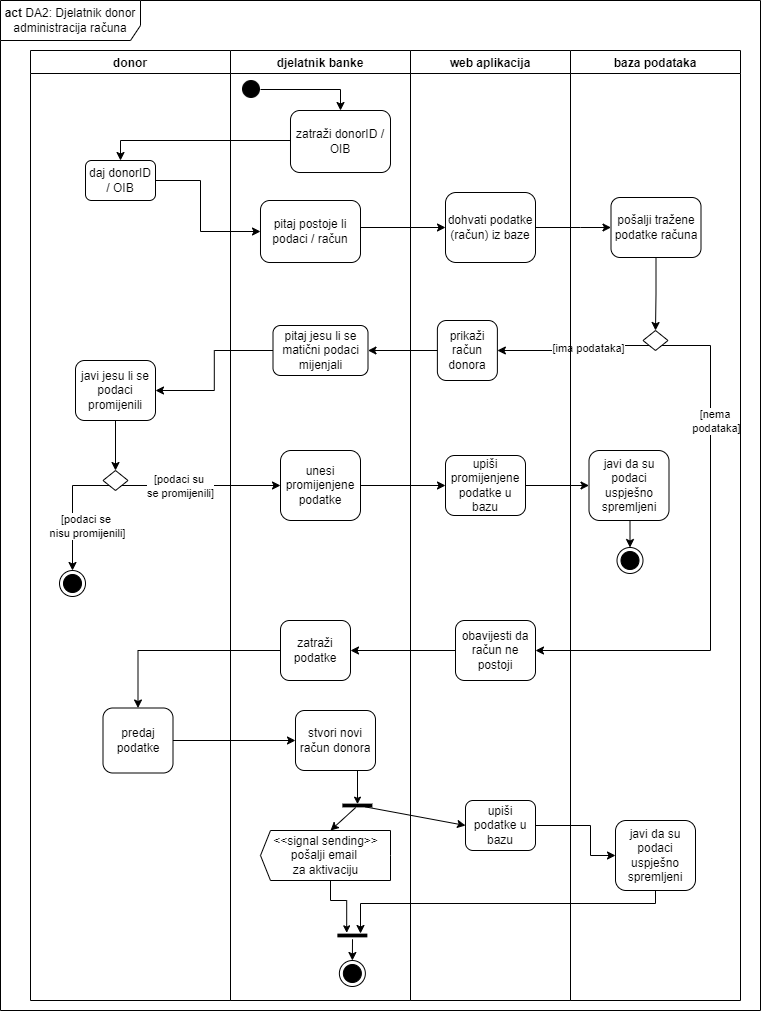 act DA2: Djelatnik donor
administracija računa
donor
djelatnik banke
web aplikacija
baza podataka
zatraži donorID /
OIB
daj donorID
/ OIB
pitaj postoje li
podaci / račun
dohvati podatke
(račun) iz baze
pošalji tražene
podatke računa
[ima podataka]
[nema
podataka]
prikaži
račun
donora
pitaj jesu li se
matični podaci
mijenjali
javi jesu li se
podaci
promijenili
[podaci su
se promijenili]
[podaci se
nisu promijenili]
unesi
promijenjene
podatke
upiši
promijenjene
podatke u
bazu
javi da su
podaci
uspješno
spremljeni
obavijesti da
račun ne
postoji
zatraži
podatke
predaj
podatke
stvori novi
račun donora
<<signal sending>>
pošalji email
za aktivaciju
upiši
podatke u
bazu
javi da su
podaci
uspješno
spremljeni